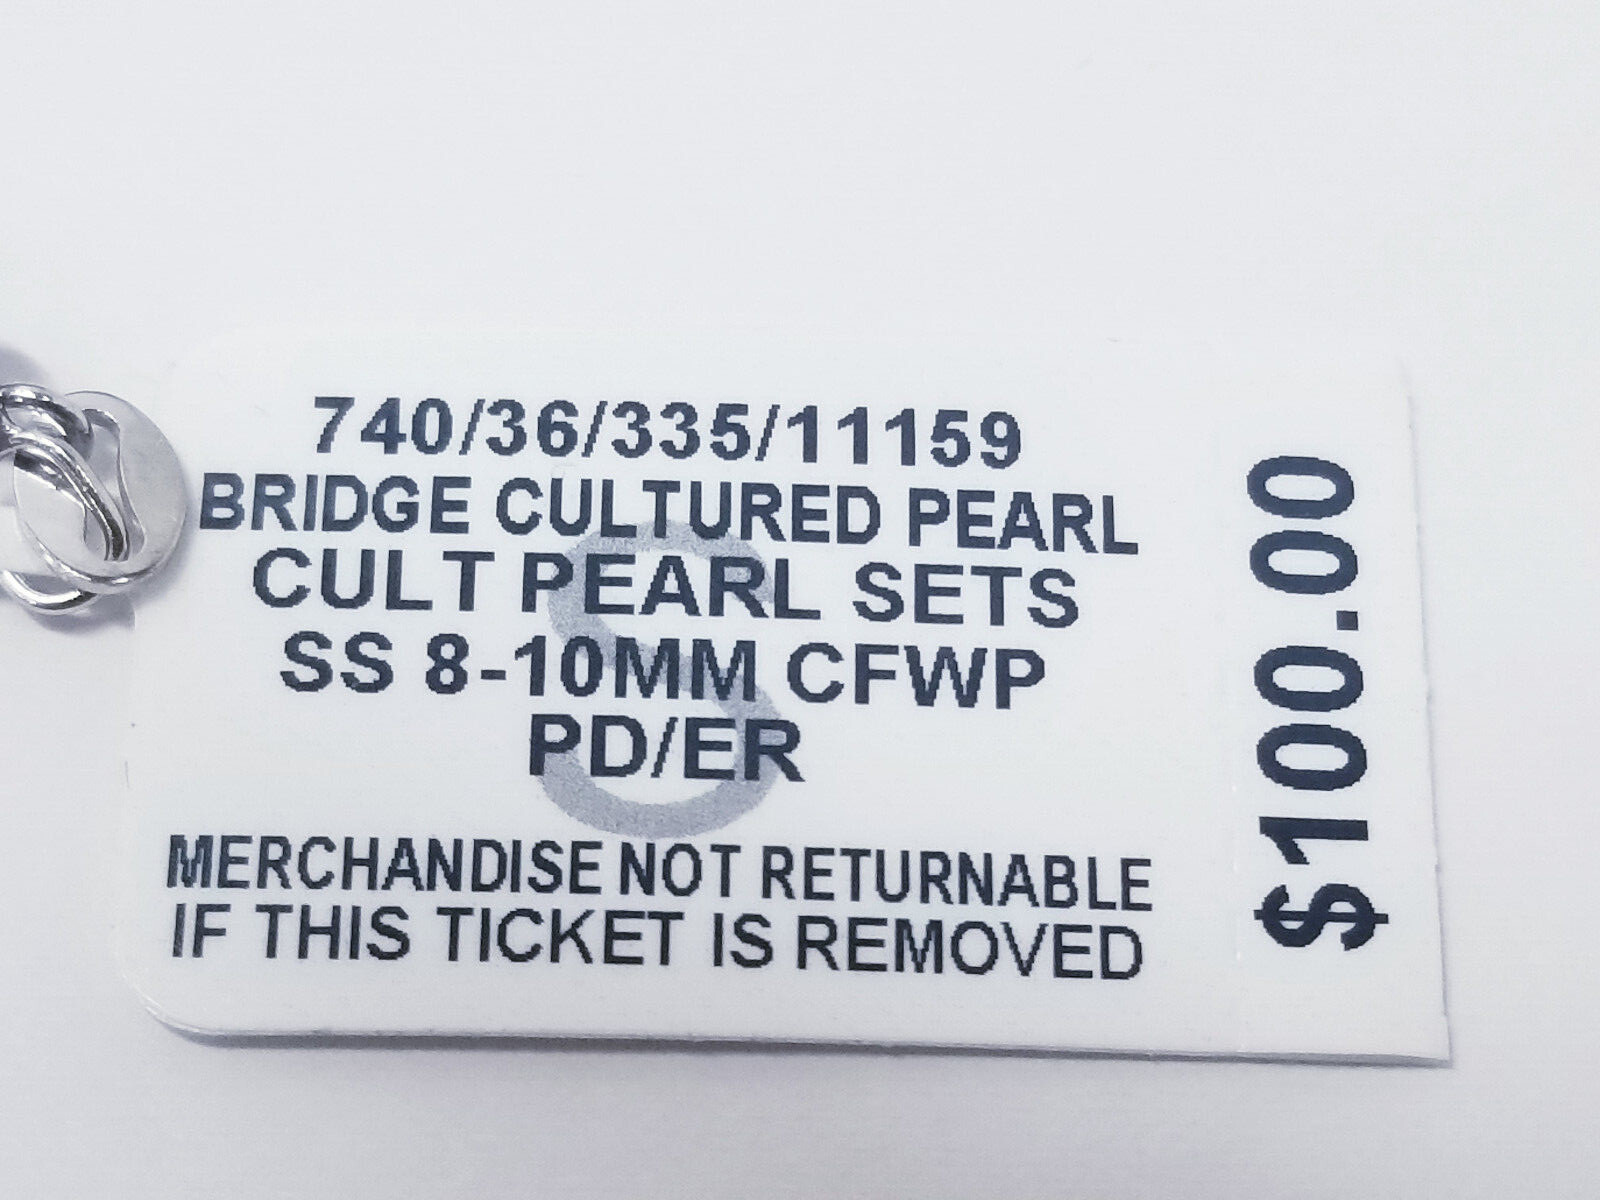 740/36/335/11159
BRIDGE CULTURED PEARL
CULT PEARL SETS
SS 8-10MM CFWP
PD/ER
S
MERCHANDISE NOT RETURNABLE
IF THIS TICKET IS REMOVED
$100.00